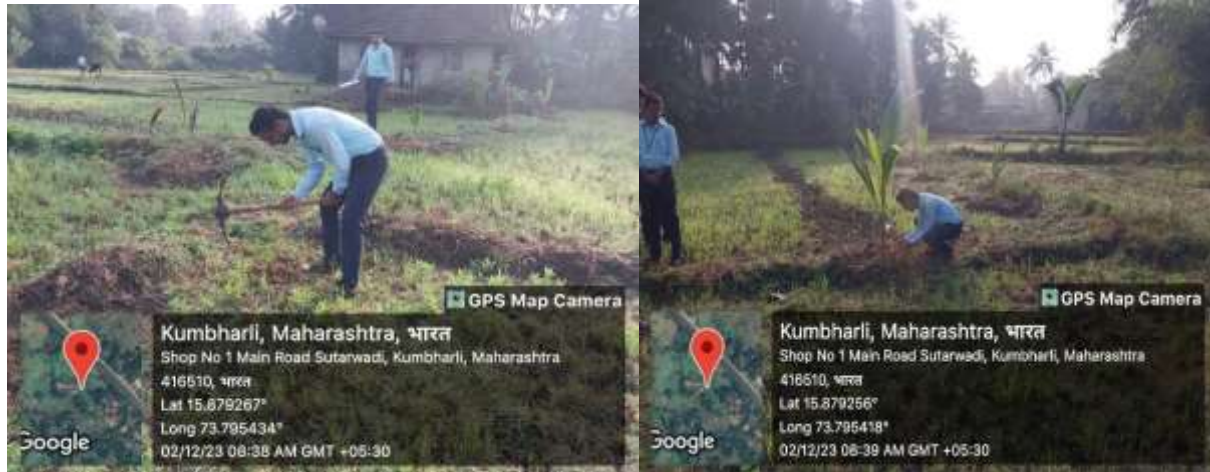 GPS Map Camera
Kumbharli, Maharashtra, भारत
Shop No 1 Main Road Sutarwadi, Kumbharli, Maharashtra
416510, भारत
Lat 15.879267°
Long 73.795434°
02/12/23 08:38 AM GMT +05:30
Google
GPS Map Camera
Kumbharli, Maharashtra, भारत
Shop No 1 Main Road Sutarwadi, Kumbharli, Maharashtra
416510, भारत
Lat 15.879256°
Long 73.795418°
02/12/23 08:39 AM GMT +05:30
Google